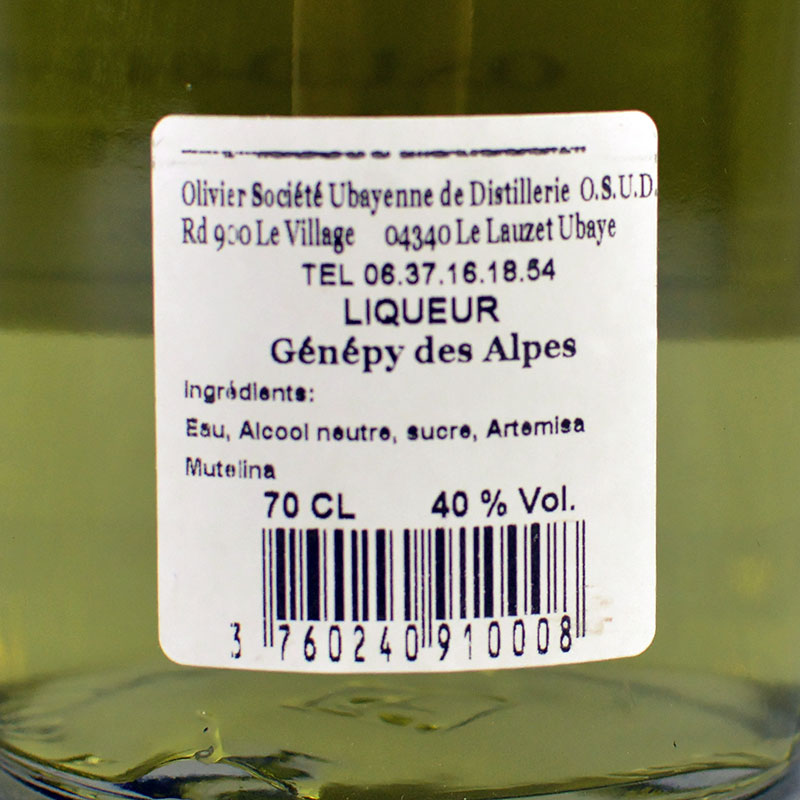 Olivier Société Ubayenne de Distillerie O.S.U.D.
Rd 900 Le Village 04340 Le Lauzet Ubaye
TEL 06.37.16.18.54
LIQUEUR
Génépy des Alpes
Ingrédients:
Eau, Alcool neutre, sucre, Artemisa
Mutelina
70 CL 40 % Vol.
3 760240 910008